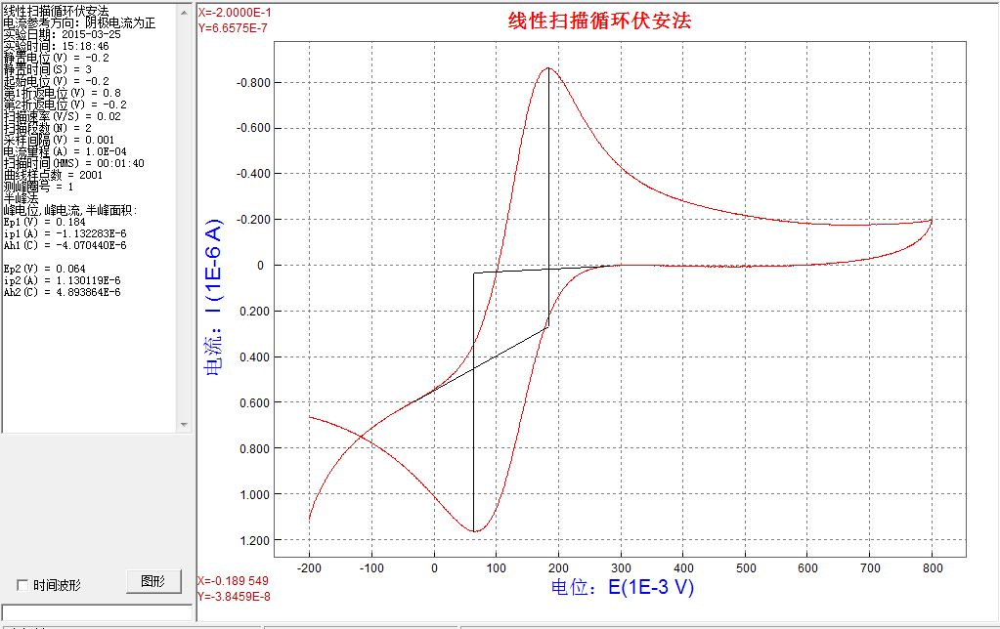 线性扫描循环伏安法
电流参考方向：阴极电流为正
实验日期：2015-03-25
实验时间：15:18:46
静置电位(V) = -0.2
静置时间(S) = 3
起始电位(V) = -0.2
第1折返电位(V) = 0.8
第2折返电位(V) = -0.2
扫描速率(V/S) = 0.02
扫描段数(N) = 2
采样间隔(V) = 0.001
电流量程(A) = 1.0E-04
扫描时间(HMS) = 00:01:40
曲线样点数 = 2001
测峰圈号 = 1
半峰法
峰电位,峰电流,半峰面积:
Ep1(V) = 0.184
ip1(A) = -1.132283E-6
Ah1(C) = -4.070440E-6
Ep2(V) = 0.064
ip2(A) = 1.130119E-6
Ah2(C) = 4.893864E-6
时间波形
图形
X=-2.0000E-1
Y=6.6575E-7
线性扫描循环伏安法
-0.800
-0.600
-0.400
-0.200
0
0.200
0.400
0.600
0.800
1.000
1.200
电流：I(1E-6 A)
-200 -100 0 100 200 300 400 500 600 700 800
电位：E(1E-3 V)
X=-0.189 549
Y=-3.8459E-8